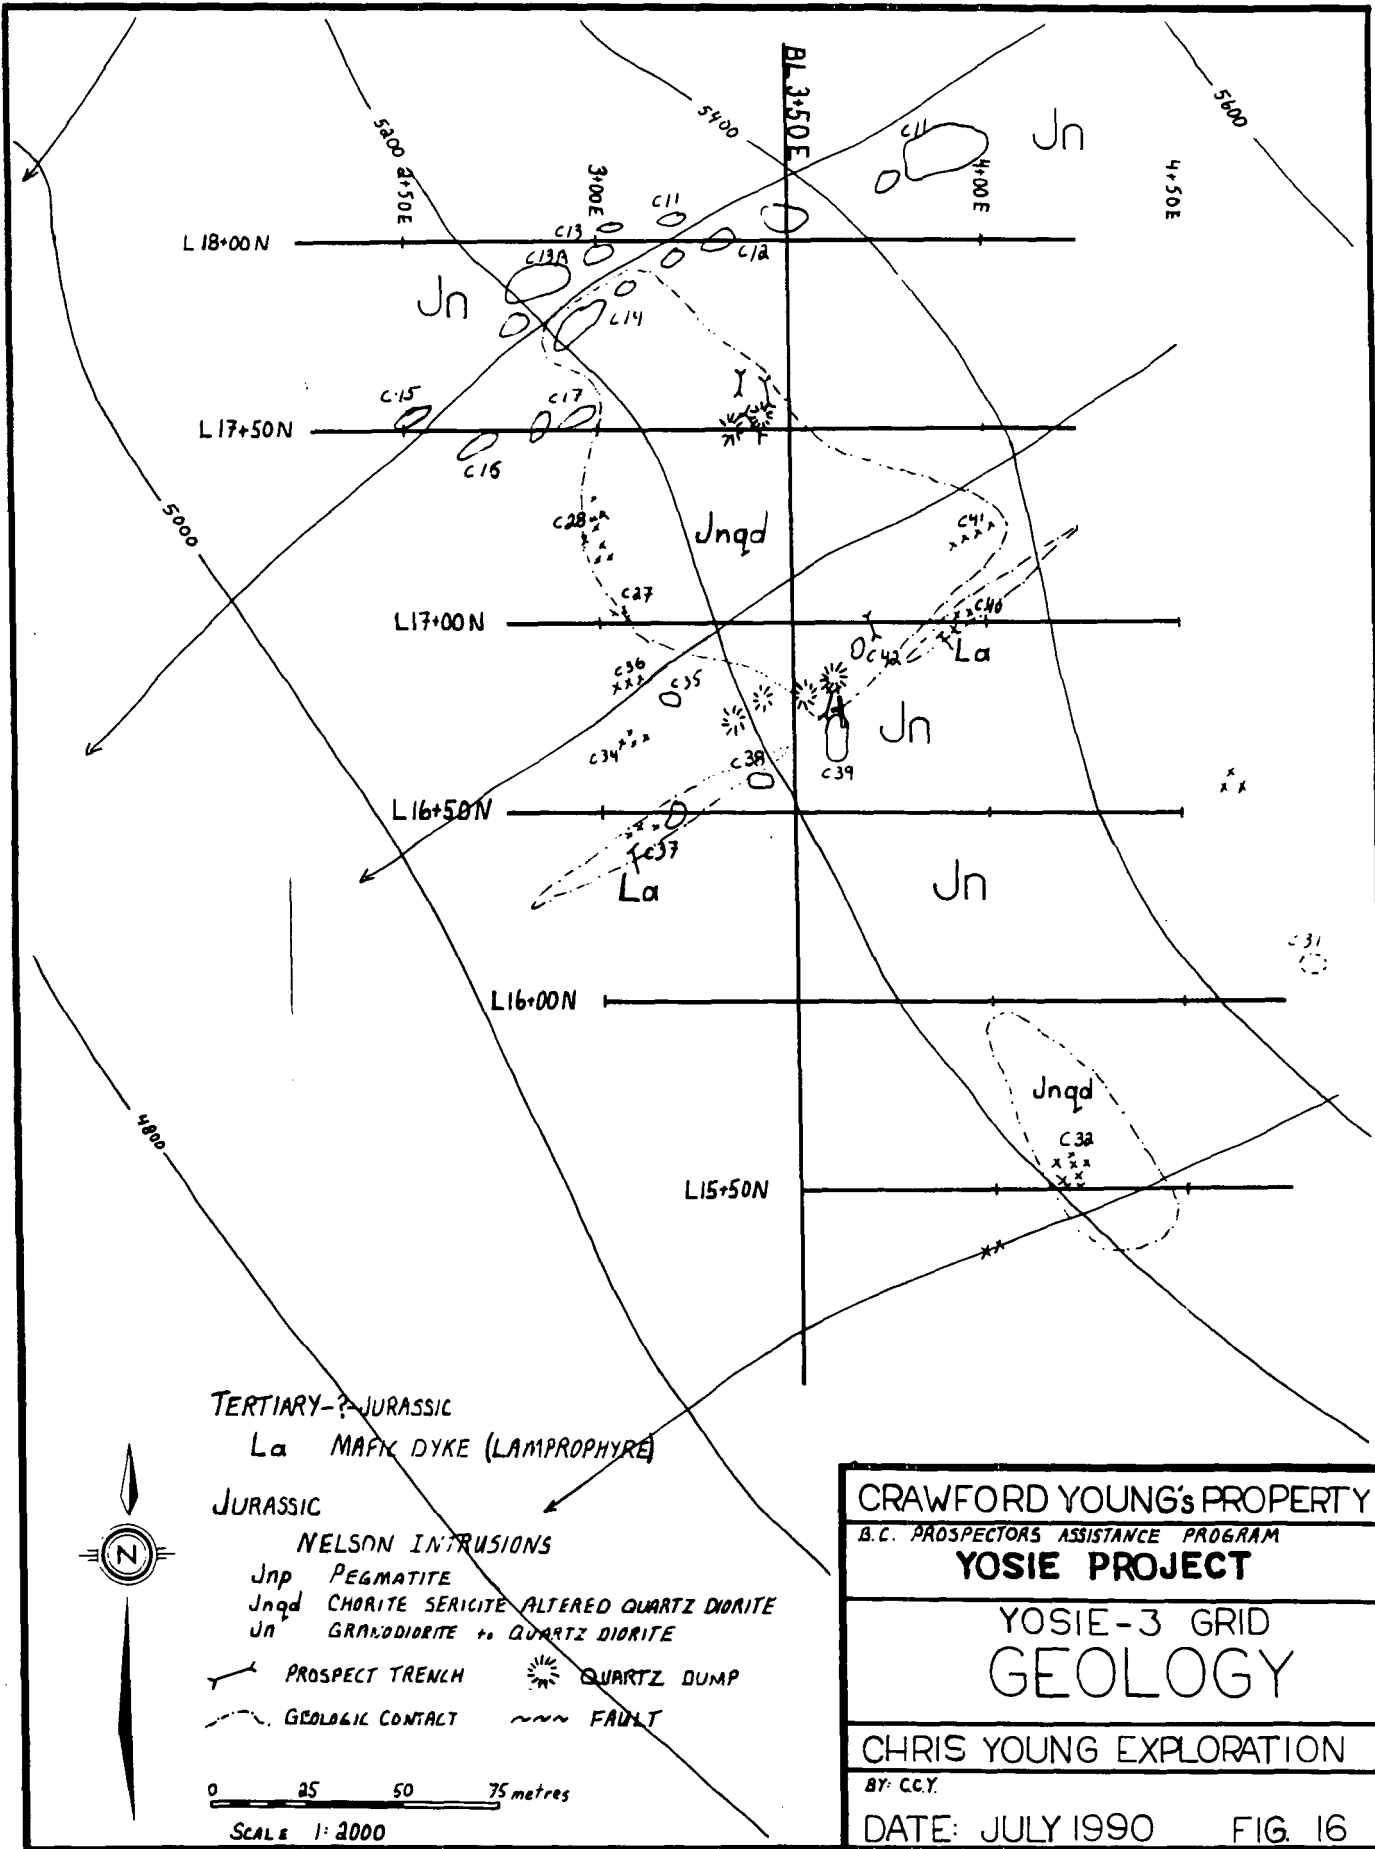 BL 3+50E
5200
5400
5600
2+50E
3+00E
4+00E
4+50E
C11
Jn
C11
L18+00N
C13
C12
C13A
Jn
C14
C15
C17
L17+50N
C16
5000
C28
Jnqd
C41
C27
C40
L17+00N
La
C42
C36
C35
Jn
C34
C38
C39
L16+50N
C37
La
Jn
C31
L16+00N
Jnqd
4800
C32
L15+50N
TERTIARY-?-JURASSIC
La MAFIC DYKE (LAMPROPHYRE)
JURASSIC
NELSON INTRUSIONS
Jnp PEGMATITE
Jnqd CHORITE SERICITE ALTERED QUARTZ DIORITE
Jn GRANODIORITE to QUARTZ DIORITE
PROSPECT TRENCH
QUARTZ DUMP
GEOLOGIC CONTACT
FAULT
N
0 25 50 75 metres
SCALE 1:2000
CRAWFORD YOUNG's PROPERTY
B.C. PROSPECTORS ASSISTANCE PROGRAM
YOSIE PROJECT
YOSIE-3 GRID
GEOLOGY
CHRIS YOUNG EXPLORATION
BY: C.C.Y.
DATE: JULY 1990 FIG. 16